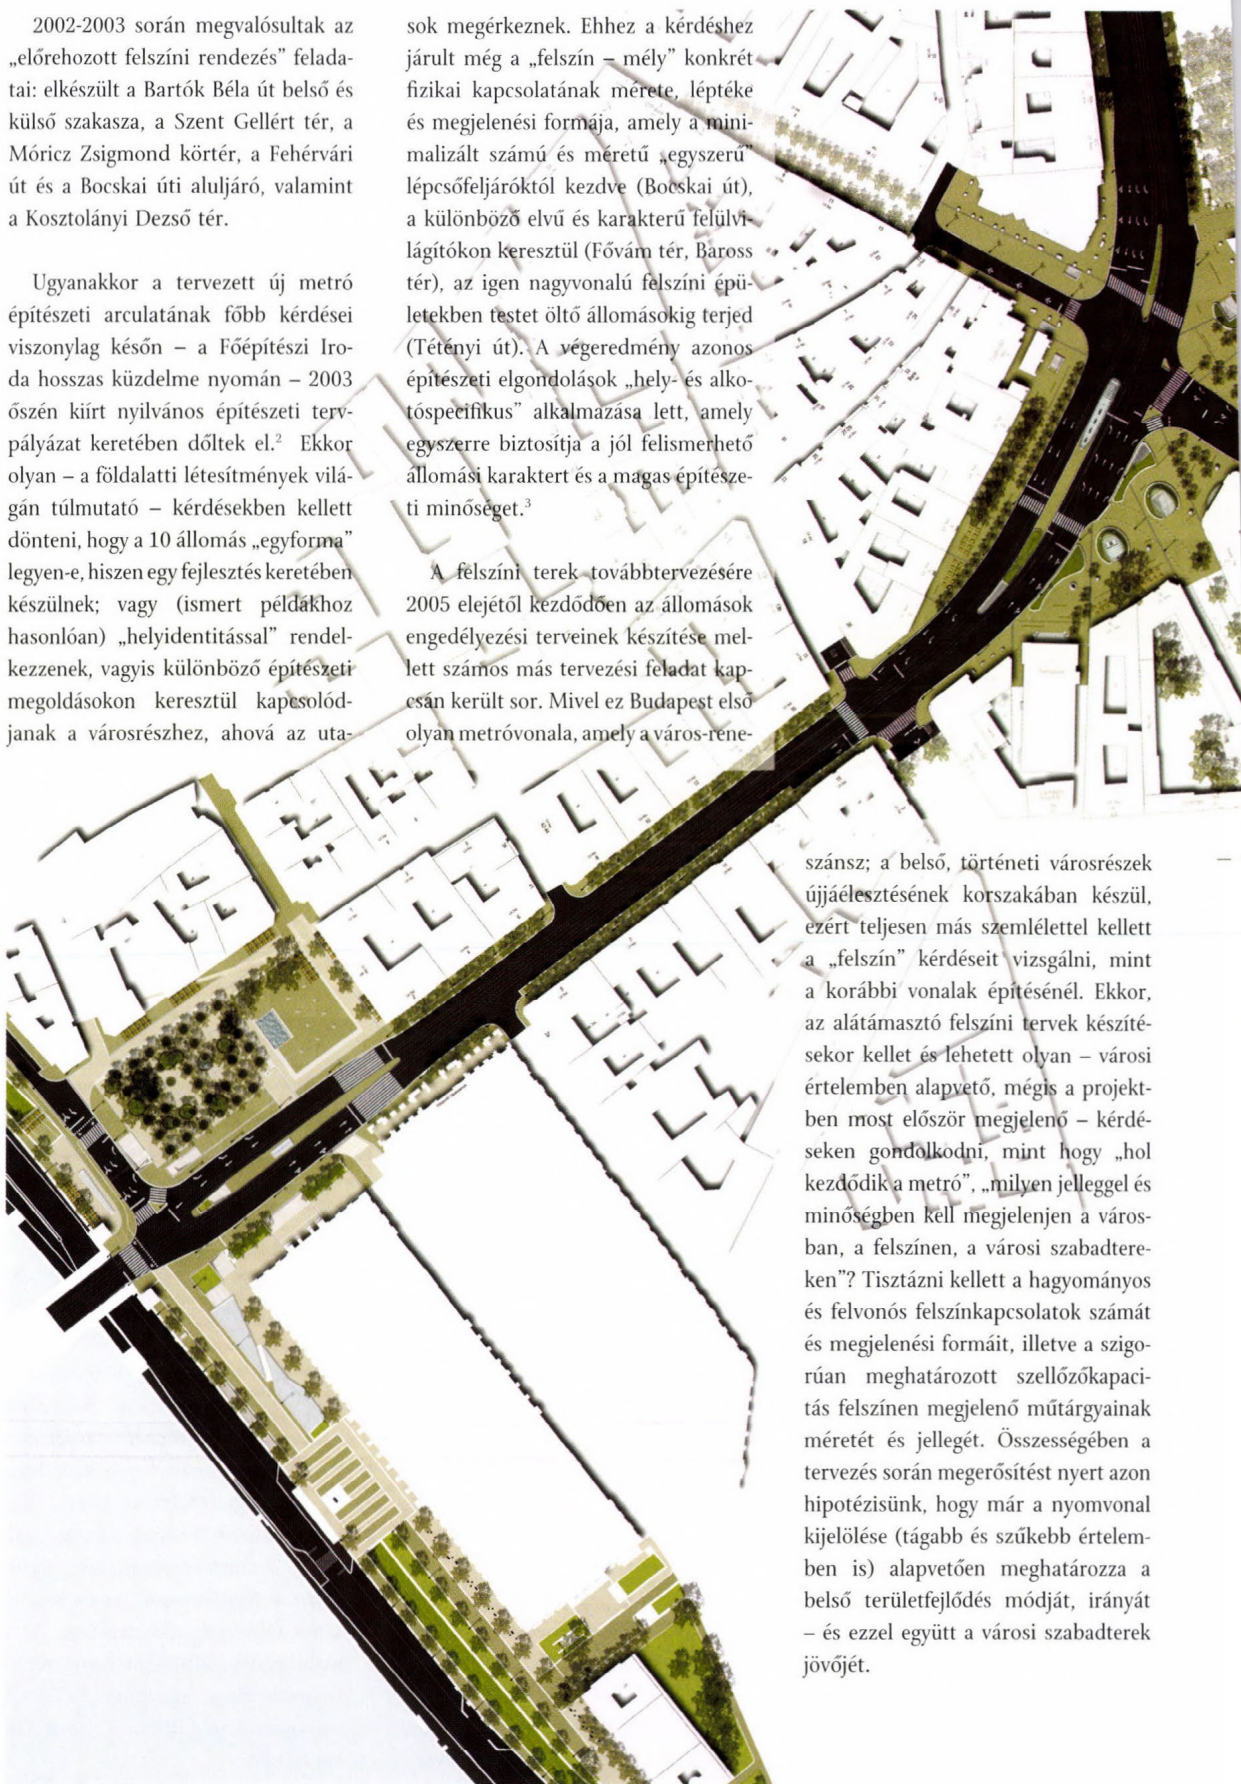 2002-2003 során megvalósultak az
„előrehozott felszíni rendezés” felada-
tai: elkészült a Bartók Béla út belső és
külső szakasza, a Szent Gellért tér, a
Móricz Zsigmond körtér, a Fehérvári
út és a Bocskai úti aluljáró, valamint
a Kosztolányi Dezső tér.
Ugyanakkor a tervezett új metró
építészeti arculatának főbb kérdései
viszonylag későn – a Főépítészi Iro-
da hosszas küzdelme nyomán – 2003
őszén kiírt nyilvános építészeti terv-
pályázat keretében dőltek el.² Ekkor
olyan – a földalatti létesítmények vilá-
gán túlmutató – kérdésekben kellett
dönteni, hogy a 10 állomás „egyforma”
legyen-e, hiszen egy fejlesztés keretében
készülnek; vagy (ismert példákhoz
hasonlóan) „helyidentitással” rendel-
kezzenek, vagyis különböző építészeti
megoldásokon keresztül kapcsolód-
janak a városrészhez, ahová az uta-
sok megérkeznek. Ehhez a kérdéshez
járult még a „felszín – mély” konkrét
fizikai kapcsolatának mérete, léptéke
és megjelenési formája, amely a mini-
malizált számú és méretű „egyszerű”
lépcsőfeljáróktól kezdve (Bocskai út),
a különböző elvű és karakterű felülvi-
lágítókon keresztül (Fővám tér, Baross
tér), az igen nagyvonalú felszíni épü-
letekben testet öltő állomásokig terjed
(Tétényi út). A végeredmény azonos
építészeti elgondolások „hely- és alko-
tóspecifikus” alkalmazása lett, amely
egyszerre biztosítja a jól felismerhető
állomási karaktert és a magas építésze-
ti minőséget.³
A felszíni terek továbbtervezésére
2005 elejétől kezdődően az állomások
engedélyezési terveinek készítése mel-
lett számos más tervezési feladat kap-
csán került sor. Mivel ez Budapest első
olyan metróvonala, amely a város-rene-
szánsz; a belső, történeti városrészek
újjáélesztésének korszakában készül,
ezért teljesen más szemlélettel kellett
a „felszín” kérdéseit vizsgálni, mint
a korábbi vonalak építésénél. Ekkor,
az alátámasztó felszíni tervek készíté-
sekor kellet és lehetett olyan – városi
értelemben alapvető, mégis a projekt-
ben most először megjelenő – kérdé-
seken gondolkodni, mint hogy „hol
kezdődik a metró”, „milyen jelleggel és
minőségben kell megjelenjen a város-
ban, a felszínen, a városi szabadtere-
ken”? Tisztázni kellett a hagyományos
és felvonós felszínkapcsolatok számát
és megjelenési formáit, illetve a szigo-
rúan meghatározott szellőzőkapaci-
tás felszínen megjelenő műtárgyainak
méretét és jellegét. Összességében a
tervezés során megerősítést nyert azon
hipotézisünk, hogy már a nyomvonal
kijelölése (tágabb és szűkebb értelem-
ben is) alapvetően meghatározza a
belső területfejlődés módját, irányát
– és ezzel együtt a városi szabadterek
jövőjét.